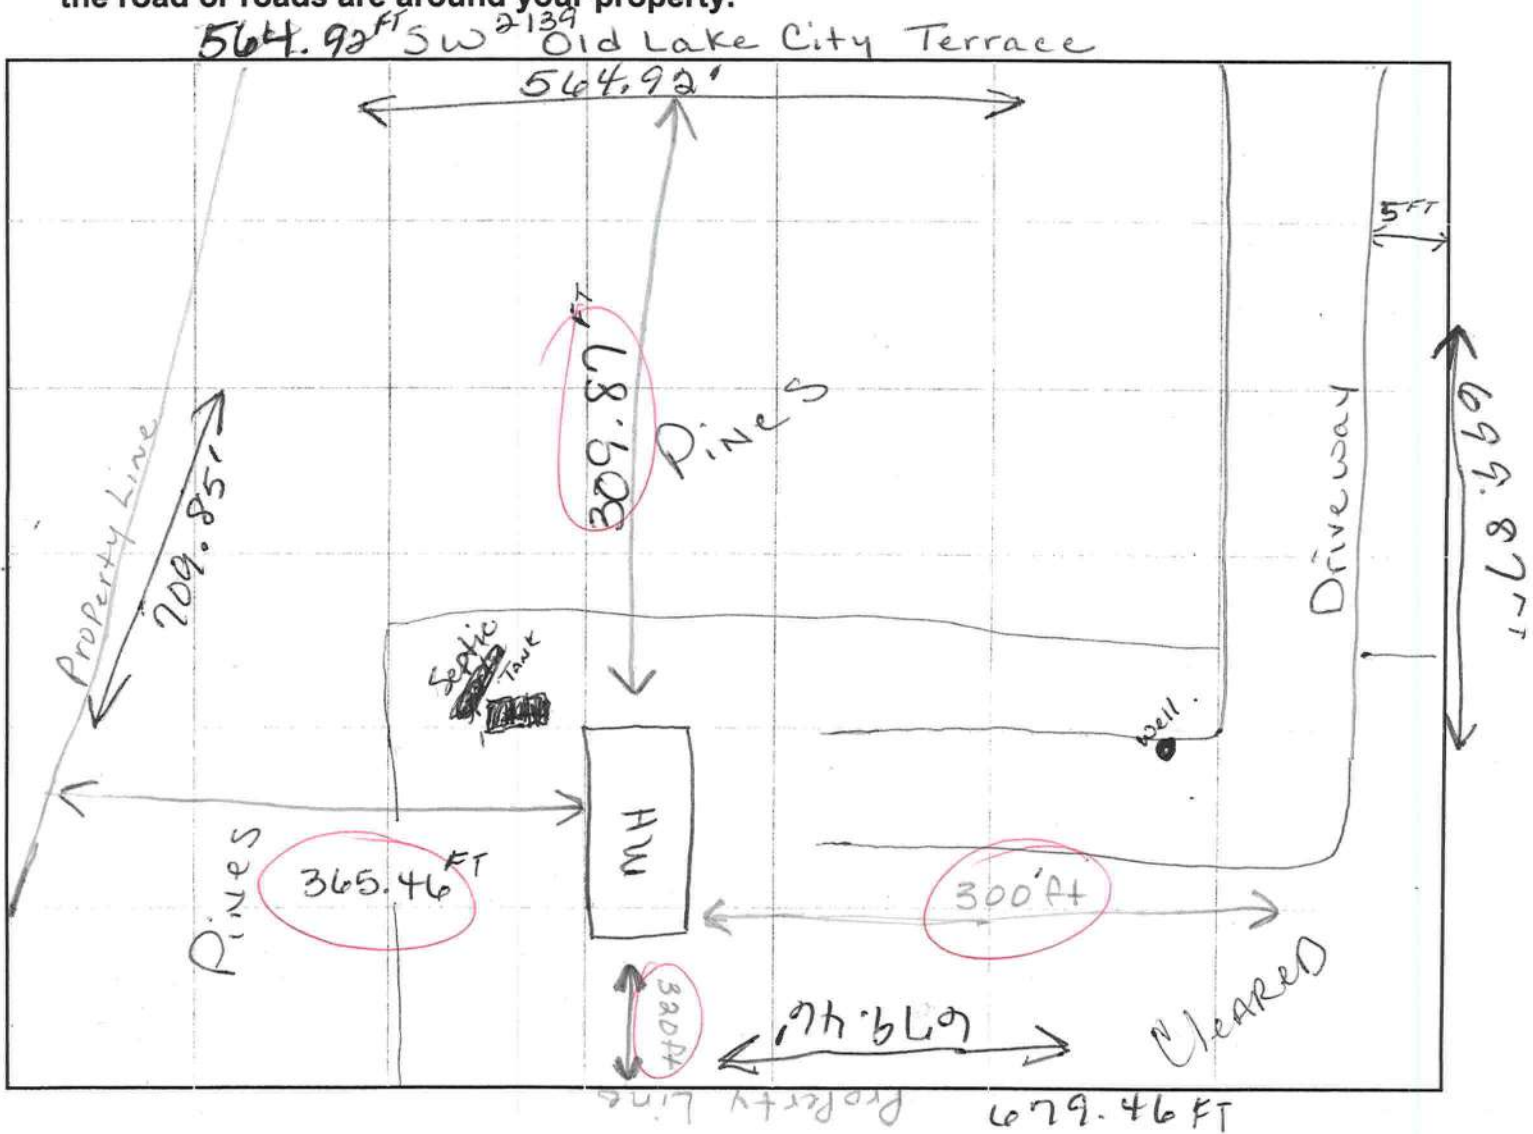 the road or roads are around your property.
564.92 FT SW 2139 Old Lake City Terrace
564.92'
5 FT
309.87 FT
Pines
Property Line
209.85'
Driveway
Septic
TANK
Well
MH
Pines
365.46 FT
300' ft
320 ft
679.46'
CleARED
Property Line
679.46 FT